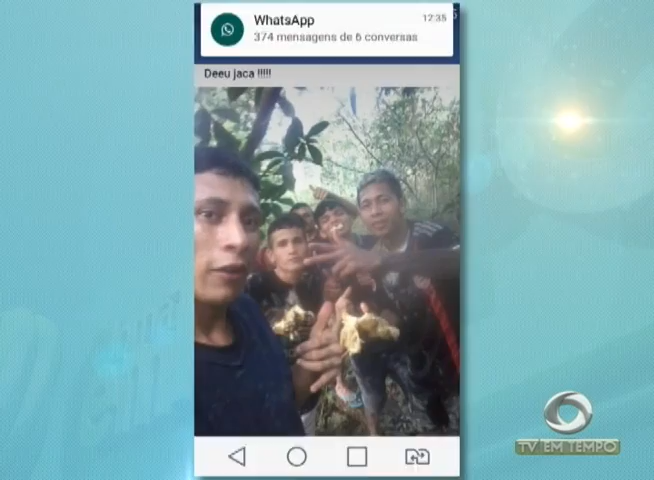 WhatsApp
12:35
374 mensagens de 6 conversas
Deeu jaca !!!!!
TV EM TEMPO